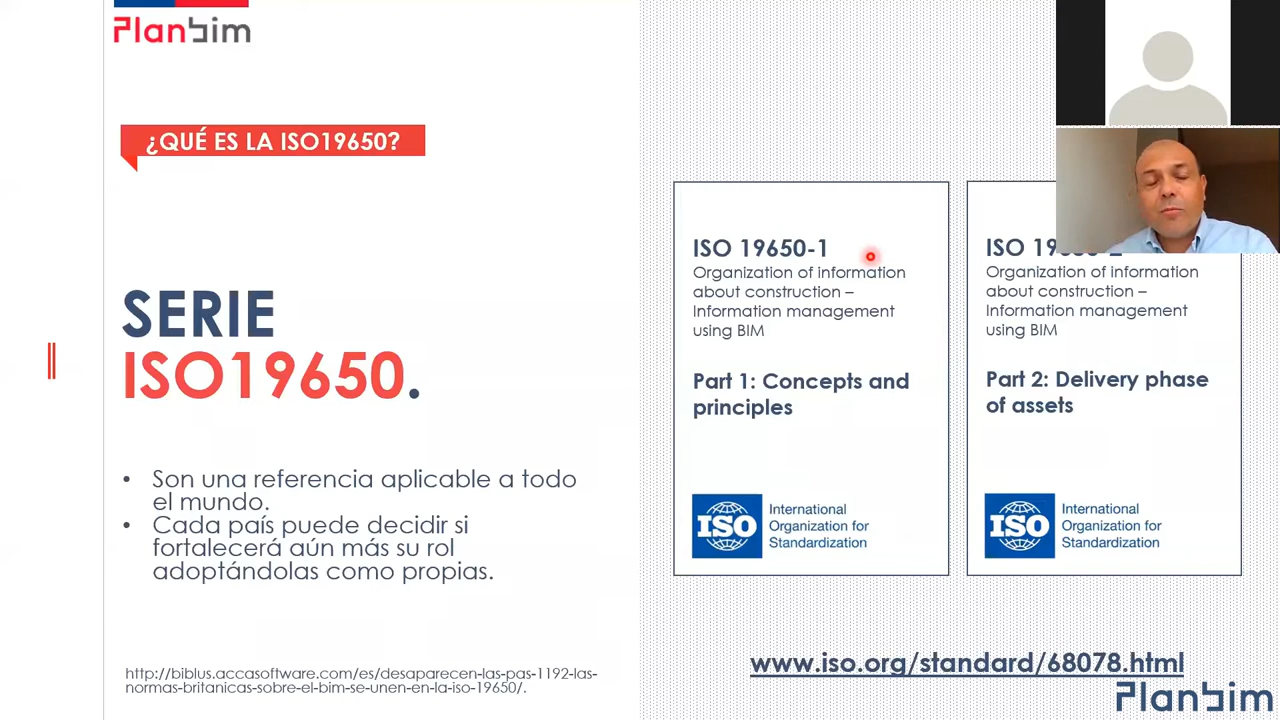 Planbim
¿QUÉ ES LA ISO19650?
SERIE
ISO19650.
• Son una referencia aplicable a todo
el mundo.
• Cada país puede decidir si
fortalecerá aún más su rol
adoptándolas como propias.
http://biblus.accasoftware.com/es/desaparecen-las-pas-1192-las-
normas-britanicas-sobre-el-bim-se-unen-en-la-iso-19650/.
ISO 19650-1
Organization of information
about construction –
Information management
using BIM
Part 1: Concepts and
principles
ISO
International
Organization for
Standardization
ISO
Organization of information
about construction –
Information management
using BIM
Part 2: Delivery phase
of assets
ISO
International
Organization for
Standardization
www.iso.org/standard/68078.html
Planbim